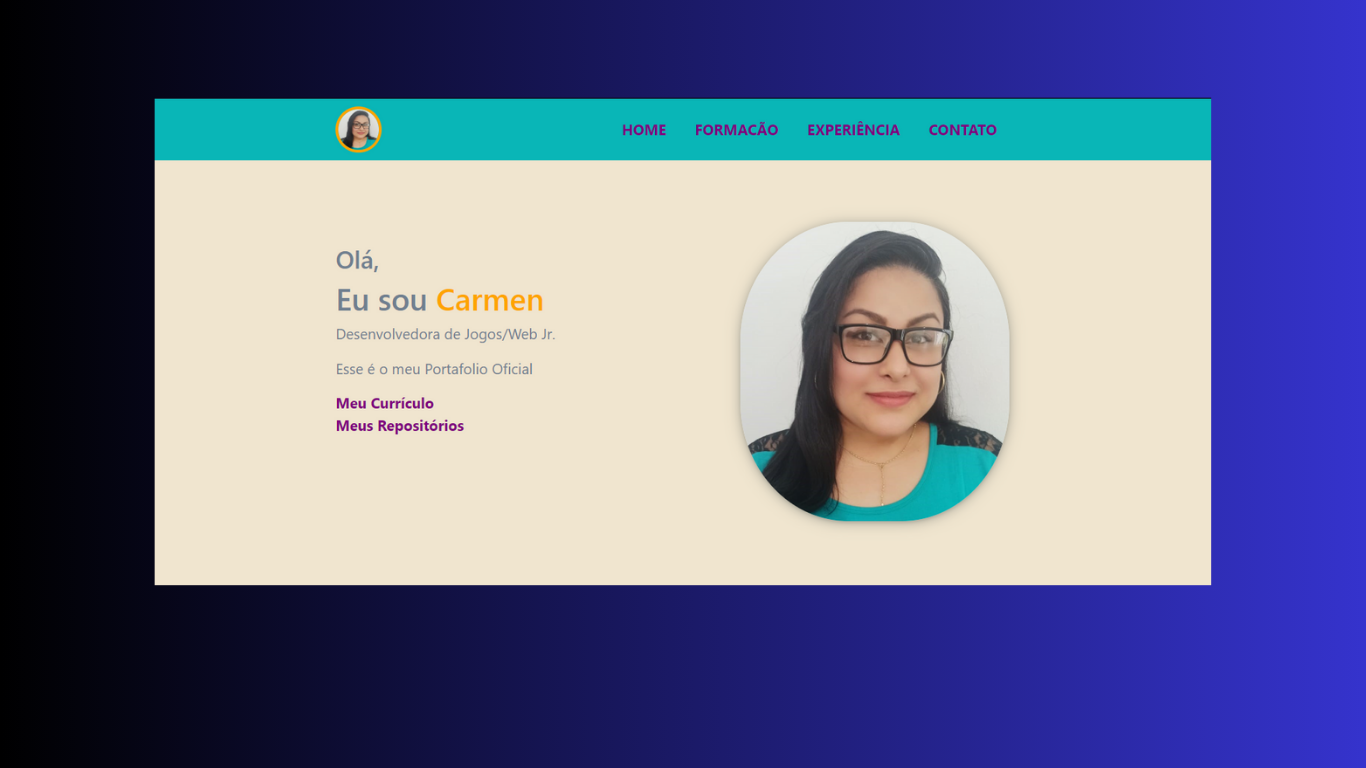 HOME FORMACÃO EXPERIÊNCIA CONTATO
Olá,
Eu sou Carmen
Desenvolvedora de Jogos/Web Jr.
Esse é o meu Portafolio Oficial
Meu Currículo
Meus Repositórios